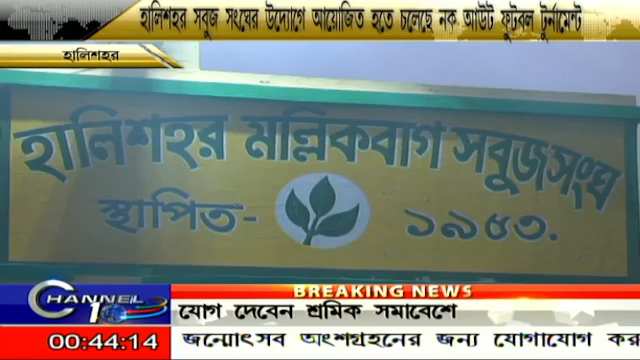 হালিশহর সবুজ সংঘের উদ্যোগে আয়োজিত হতে চলেছে নক আউট ফুটবল টুর্নামেন্ট
হালিশহর
হালিশহর মল্লিকবাগ সবুজসংঘ
স্থাপিত- ১৯৫৩.
BREAKING NEWS
CHANNEL 10
যোগ দেবেন শ্রমিক সমাবেশে
00:44:14
জন্মোৎসব অংশগ্রহনের জন্য যোগাযোগ কর